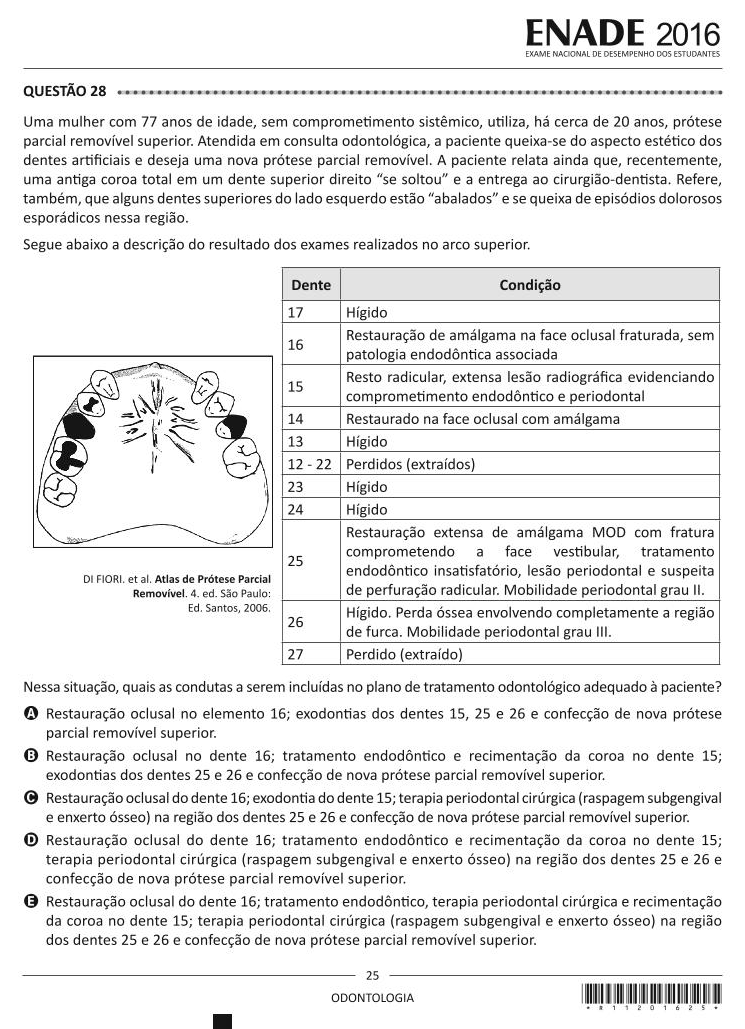 ENADE 2016
EXAME NACIONAL DE DESEMPENHO DOS ESTUDANTES
QUESTÃO 28
Uma mulher com 77 anos de idade, sem comprometimento sistêmico, utiliza, há cerca de 20 anos, prótese
parcial removível superior. Atendida em consulta odontológica, a paciente queixa-se do aspecto estético dos
dentes artificiais e deseja uma nova prótese parcial removível. A paciente relata ainda que, recentemente,
uma antiga coroa total em um dente superior direito “se soltou” e a entrega ao cirurgião-dentista. Refere,
também, que alguns dentes superiores do lado esquerdo estão “abalados” e se queixa de episódios dolorosos
esporádicos nessa região.
Segue abaixo a descrição do resultado dos exames realizados no arco superior.
Dente Condição
17 Hígido
16 Restauração de amálgama na face oclusal fraturada, sem
patologia endodôntica associada
15 Resto radicular, extensa lesão radiográfica evidenciando
comprometimento endodôntico e periodontal
14 Restaurado na face oclusal com amálgama
13 Hígido
12 - 22 Perdidos (extraídos)
23 Hígido
24 Hígido
25 Restauração extensa de amálgama MOD com fratura
comprometendo a face vestibular, tratamento
endodôntico insatisfatório, lesão periodontal e suspeita
de perfuração radicular. Mobilidade periodontal grau II.
26 Hígido. Perda óssea envolvendo completamente a região
de furca. Mobilidade periodontal grau III.
27 Perdido (extraído)
DI FIORI. et al. Atlas de Prótese Parcial
Removível. 4. ed. São Paulo:
Ed. Santos, 2006.
Nessa situação, quais as condutas a serem incluídas no plano de tratamento odontológico adequado à paciente?
A Restauração oclusal no elemento 16; exodontias dos dentes 15, 25 e 26 e confecção de nova prótese
parcial removível superior.
B Restauração oclusal no dente 16; tratamento endodôntico e recimentação da coroa no dente 15;
exodontias dos dentes 25 e 26 e confecção de nova prótese parcial removível superior.
C Restauração oclusal do dente 16; exodontia do dente 15; terapia periodontal cirúrgica (raspagem subgengival
e enxerto ósseo) na região dos dentes 25 e 26 e confecção de nova prótese parcial removível superior.
D Restauração oclusal do dente 16; tratamento endodôntico e recimentação da coroa no dente 15;
terapia periodontal cirúrgica (raspagem subgengival e enxerto ósseo) na região dos dentes 25 e 26 e
confecção de nova prótese parcial removível superior.
E Restauração oclusal do dente 16; tratamento endodôntico, terapia periodontal cirúrgica e recimentação
da coroa no dente 15; terapia periodontal cirúrgica (raspagem subgengival e enxerto ósseo) na região
dos dentes 25 e 26 e confecção de nova prótese parcial removível superior.
25
ODONTOLOGIA
* R 1 1 2 0 1 6 2 5 *